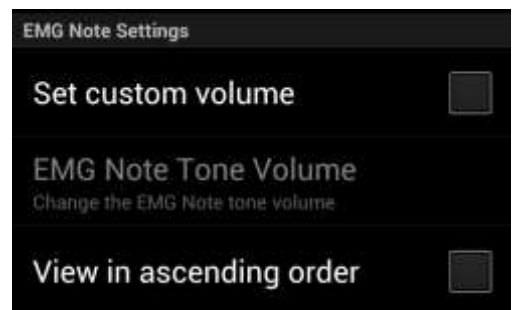 EMG Note Settings
Set custom volume
EMG Note Tone Volume
Change the EMG Note tone volume
View in ascending order